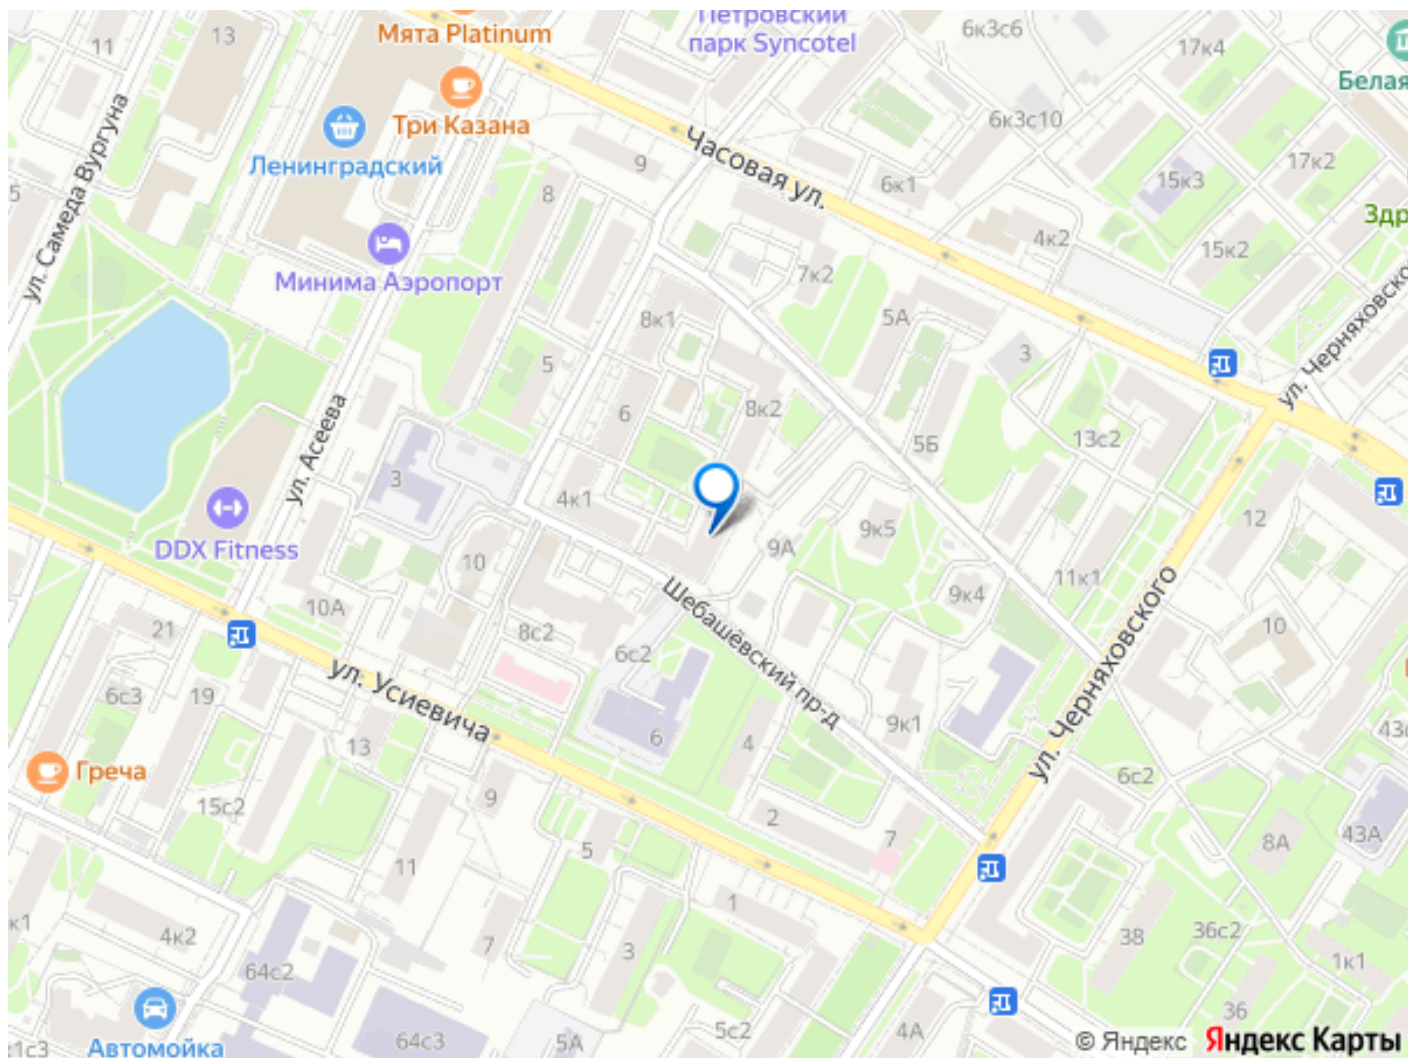 Петровский
парк Syncotel
Мята Platinum
11
13
6к3с6
17к4
Белая
Три Казана
6к3с10
Ленинградский
ул. Самеда Вургуна
Часовая ул.
9
8
6к1
15к3
17к2
5
Здр
Минима Аэропорт
4к2
15к2
7к2
8к1
5А
3
ул. Черняховско
5
ул. Асеева
6
8к2
5Б
13с2
3
4к1
9к5
12
DDX Fitness
9А
10
11к1
9к4
10А
Шебашёвский пр-д
ул. Черняховского
21
8с2
6с2
10
ул. Усиевича
6с3
19
9к1
43с
13
6
4
6с2
Греча
15с2
9
2
7
8А
43А
5
11
1
к1
4к2
7
3
38
36с2
1к1
64с2
36
Автомойка
к1с3
64с3
5А
5с2
4А
© Яндекс Яндекс Карты